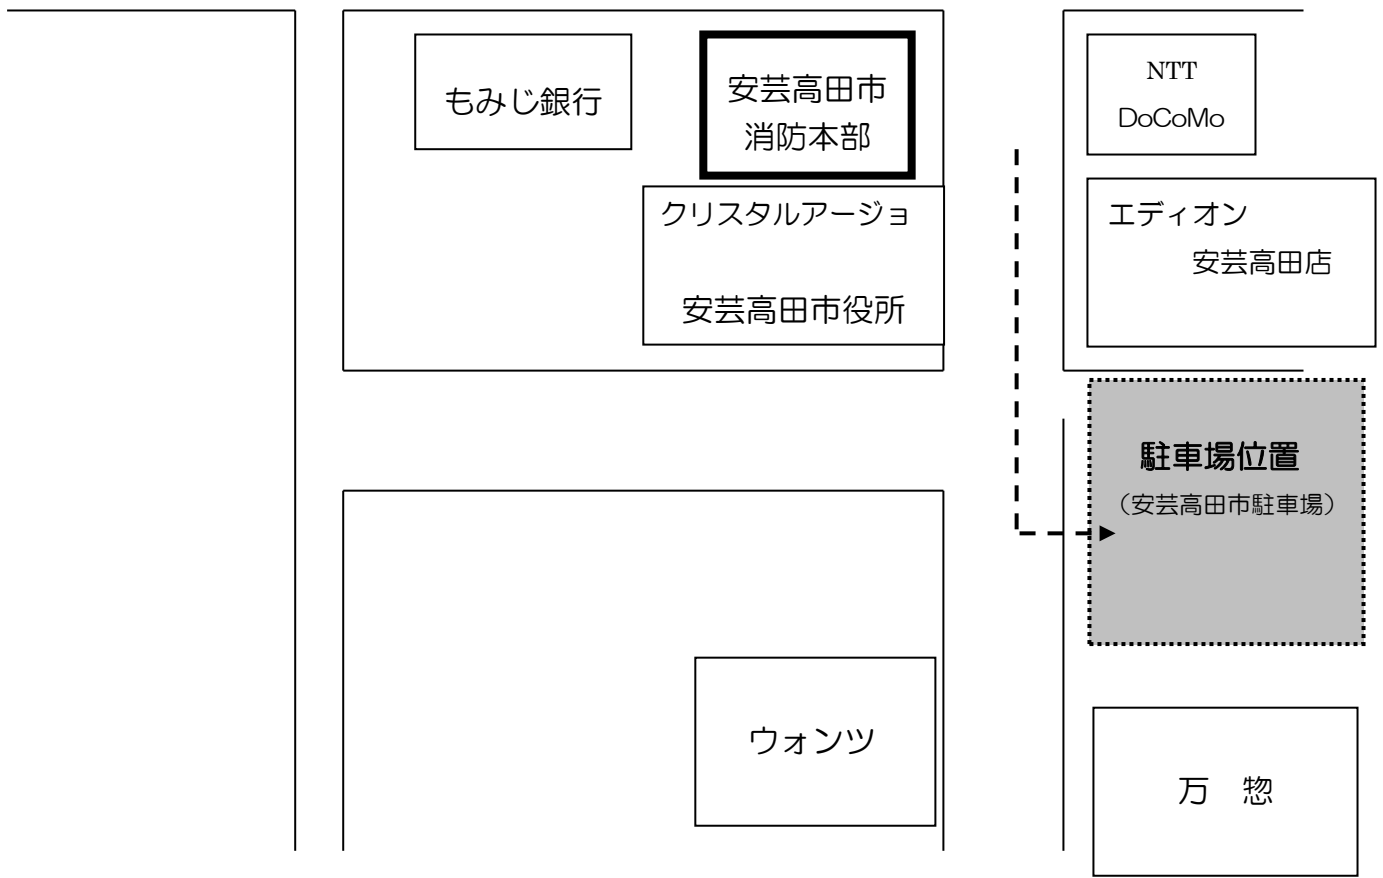 もみじ銀行
安芸高田市
消防本部
NTT
DoCoMo
クリスタルアージョ
安芸高田市役所
エディオン
安芸高田店
駐車場位置
（安芸高田市駐車場）
ウォンツ
万　惣